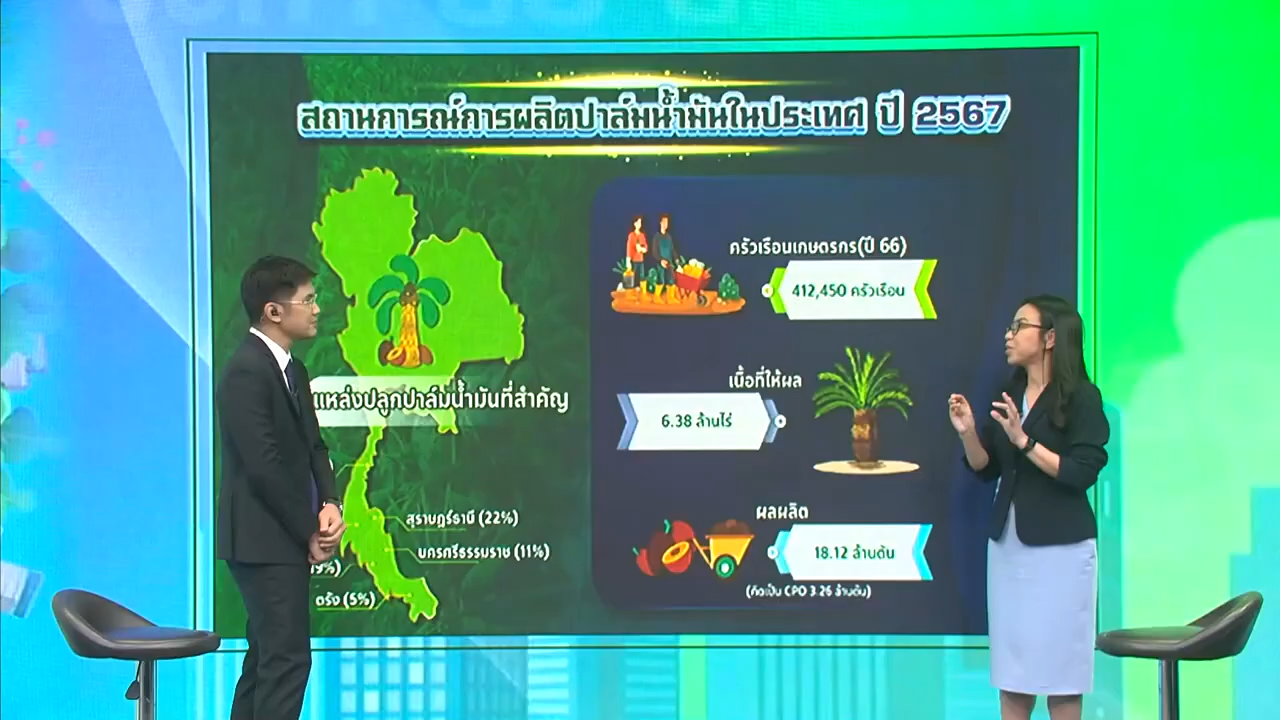 สถานการณ์การผลิตปาล์มน้ำมันในประเทศ ปี 2567
แหล่งปลูกปาล์มน้ำมันที่สำคัญ
สุราษฎร์ธานี (22%)
นครศรีธรรมราช (11%)
ตรัง (5%)
ครัวเรือนเกษตรกร(ปี 66)
412,450 ครัวเรือน
เนื้อที่ให้ผล
6.38 ล้านไร่
ผลผลิต
18.12 ล้านตัน
(คิดเป็น CPO 3.26 ล้านตัน)